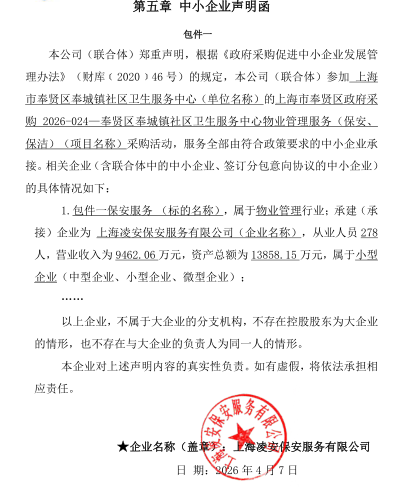 第五章 中小企业声明函
包件一
本公司（联合体）郑重声明，根据《政府采购促进中小企业发展管
理办法》（财库﹝2020﹞46号）的规定，本公司（联合体）参加 上海
市奉贤区奉城镇社区卫生服务中心（单位名称）的上海市奉贤区政府采
购 2026-024—奉贤区奉城镇社区卫生服务中心物业管理服务（保安、
保洁）（项目名称）采购活动，服务全部由符合政策要求的中小企业承
接。相关企业（含联合体中的中小企业、签订分包意向协议的中小企业）
的具体情况如下：
1.包件一保安服务 （标的名称），属于物业管理行业；承建（承
接）企业为 上海凌安保安服务有限公司（企业名称），从业人员 278
人，营业收入为 9462.06 万元，资产总额为 13858.15 万元，属于小型
企业（中型企业、小型企业、微型企业）；
……
以上企业，不属于大企业的分支机构，不存在控股股东为大企业
的情形，也不存在与大企业的负责人为同一人的情形。
本企业对上述声明内容的真实性负责。如有虚假，将依法承担相
应责任。
★企业名称（盖章）：上海凌安保安服务有限公司
日 期：2026 年 4 月 7 日